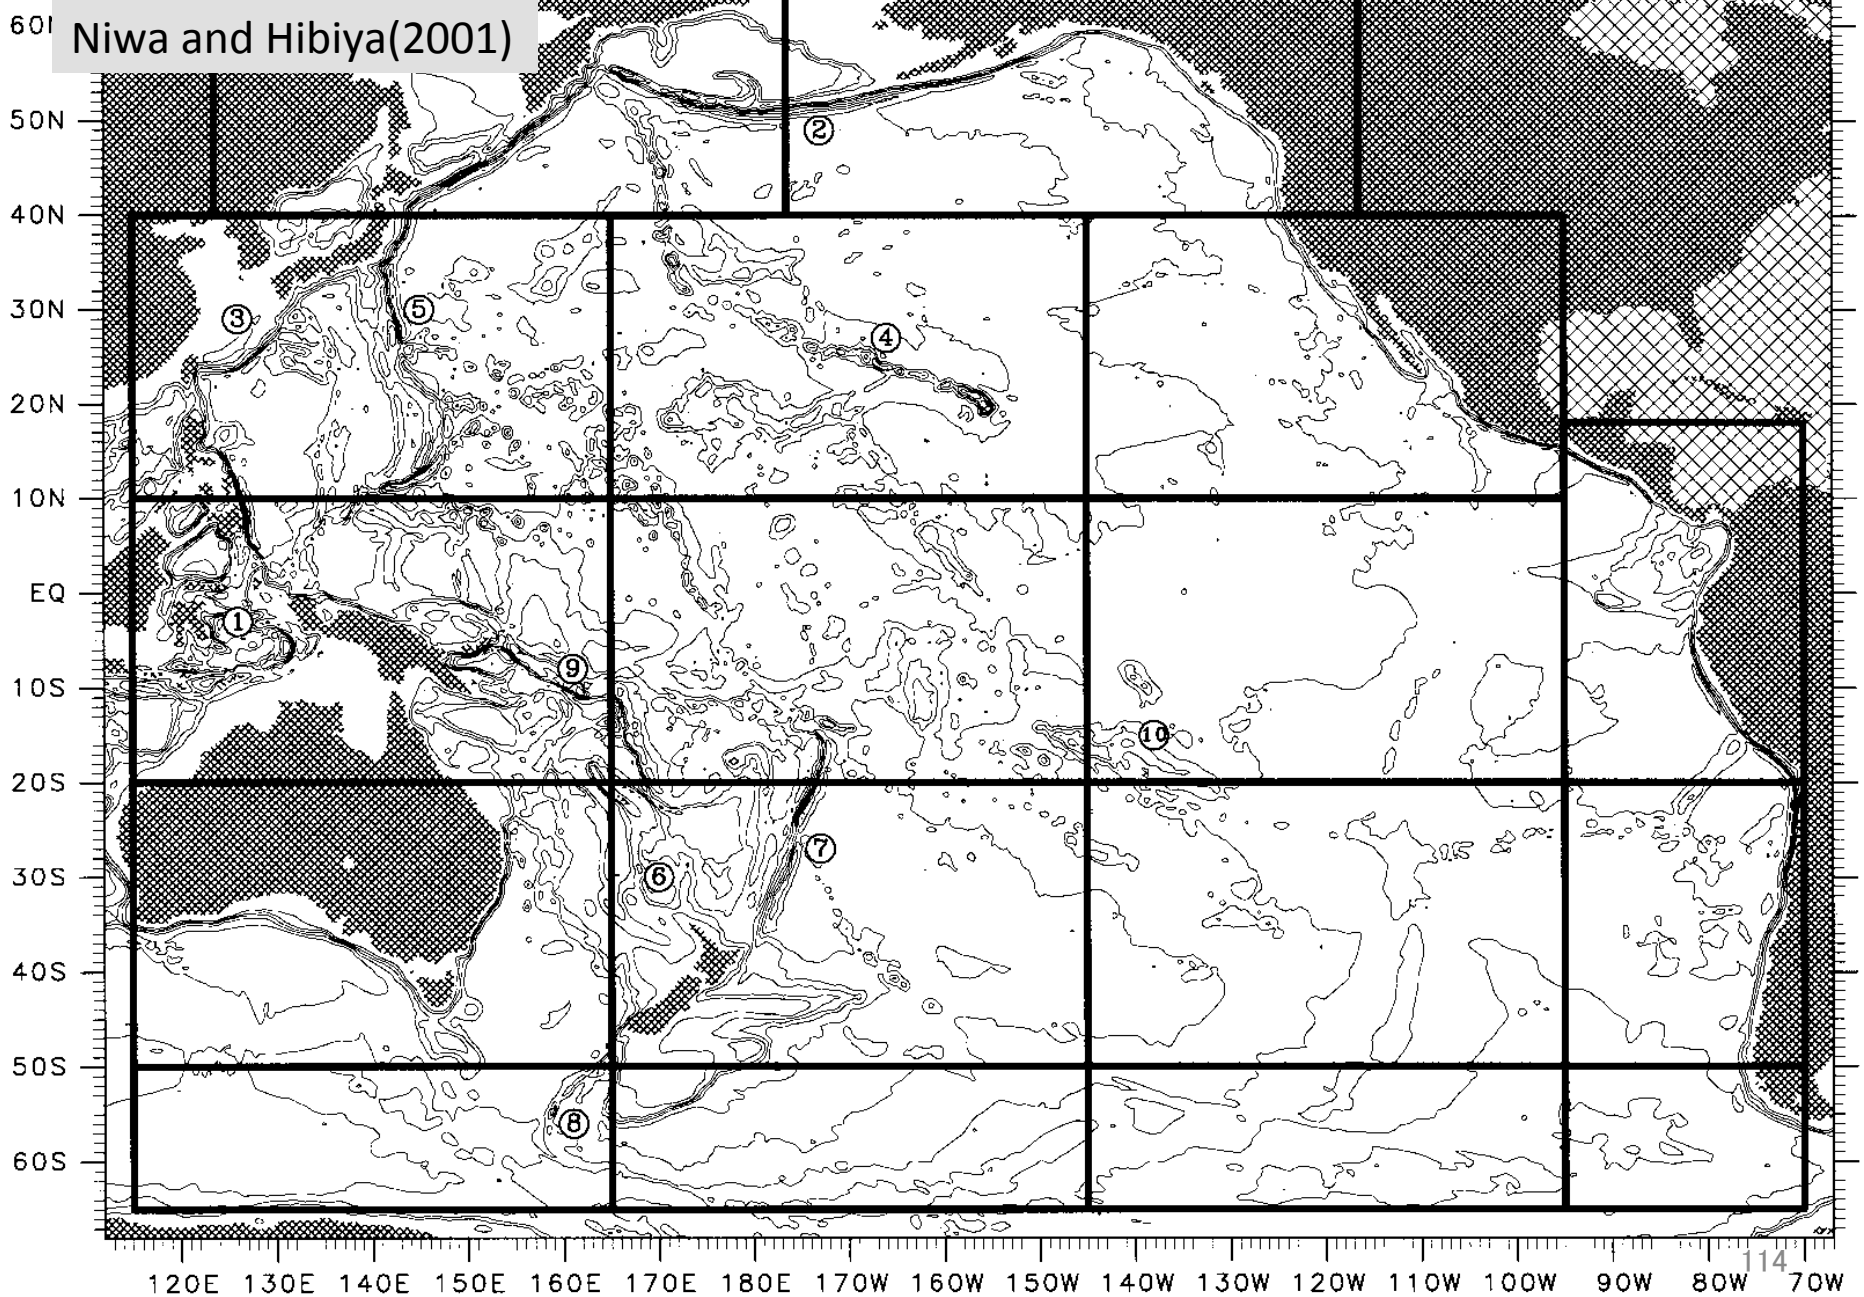 60N
Niwa and Hibiya(2001)
50N
②
40N
30N
③
⑤
④
20N
10N
EQ
①
⑨
10S
⑩
20S
⑦
30S
⑥
40S
50S
⑧
60S
114
120E 130E 140E 150E 160E 170E 180W 170W 160W 150W 140W 130W 120W 110W 100W 90W 80W 70W